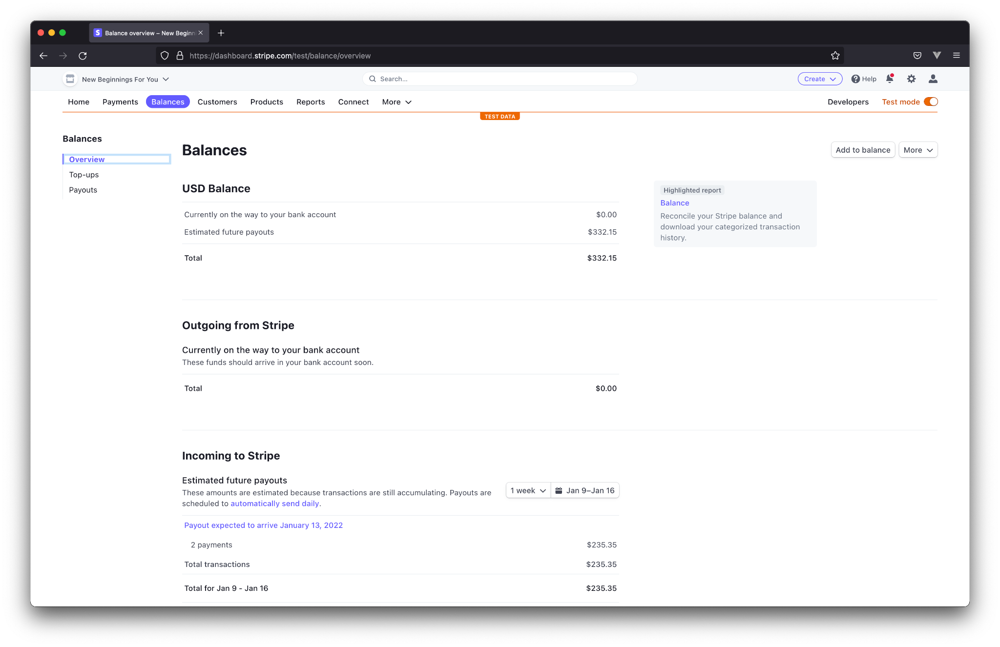 Balance overview – New Beginn
https://dashboard.stripe.com/test/balance/overview
New Beginnings For You
Search...
Create
Help
Home
Payments
Balances
Customers
Products
Reports
Connect
More
Developers
Test mode
TEST DATA
Balances
Overview
Top-ups
Payouts
Balances
Add to balance
More
USD Balance
Currently on the way to your bank account $0.00
Estimated future payouts $332.15
Total $332.15
Highlighted report
Balance
Reconcile your Stripe balance and
download your categorized transaction
history.
Outgoing from Stripe
Currently on the way to your bank account
These funds should arrive in your bank account soon.
Total $0.00
Incoming to Stripe
Estimated future payouts
These amounts are estimated because transactions are still accumulating. Payouts are
scheduled to automatically send daily.
1 week
Jan 9–Jan 16
Payout expected to arrive January 13, 2022
2 payments $235.35
Total transactions $235.35
Total for Jan 9 - Jan 16 $235.35